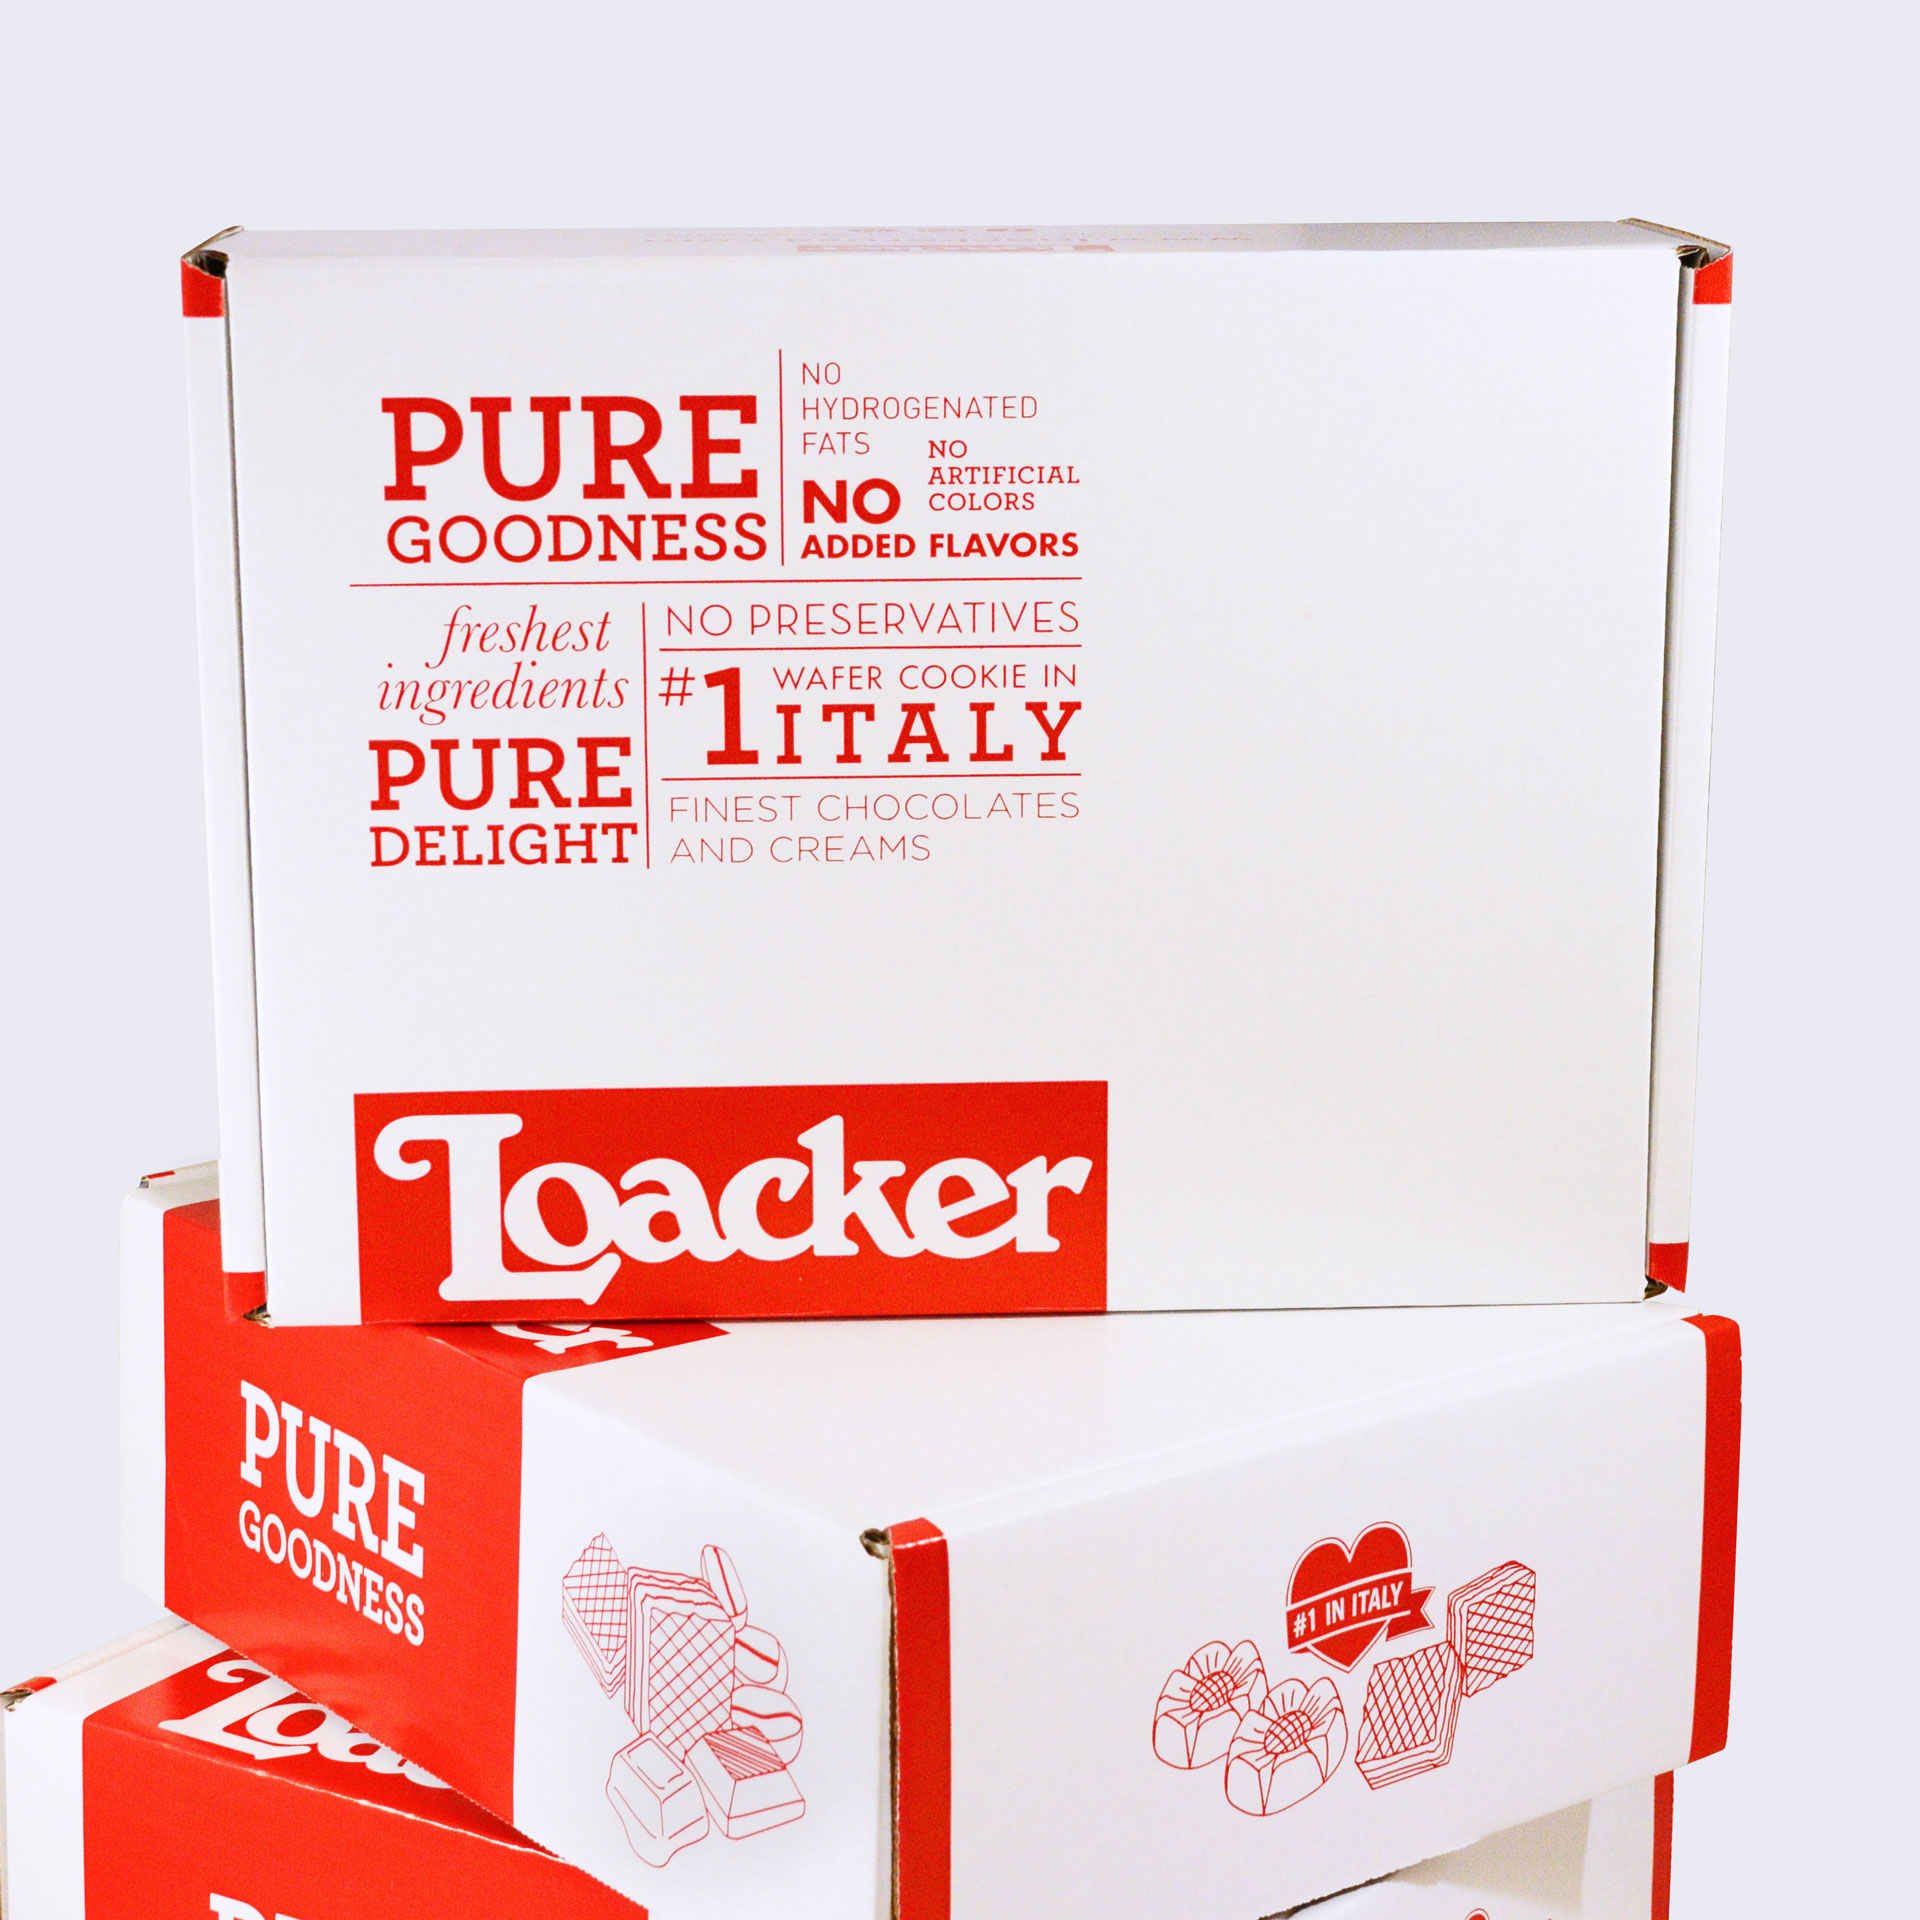 PURE
GOODNESS
NO
HYDROGENATED
FATS
NO
ARTIFICIAL
COLORS
NO
ADDED FLAVORS
freshest
ingredients
PURE
DELIGHT
NO PRESERVATIVES
#1 WAFER COOKIE IN
ITALY
FINEST CHOCOLATES
AND CREAMS
Loacker
PURE
GOODNESS
#1 IN ITALY